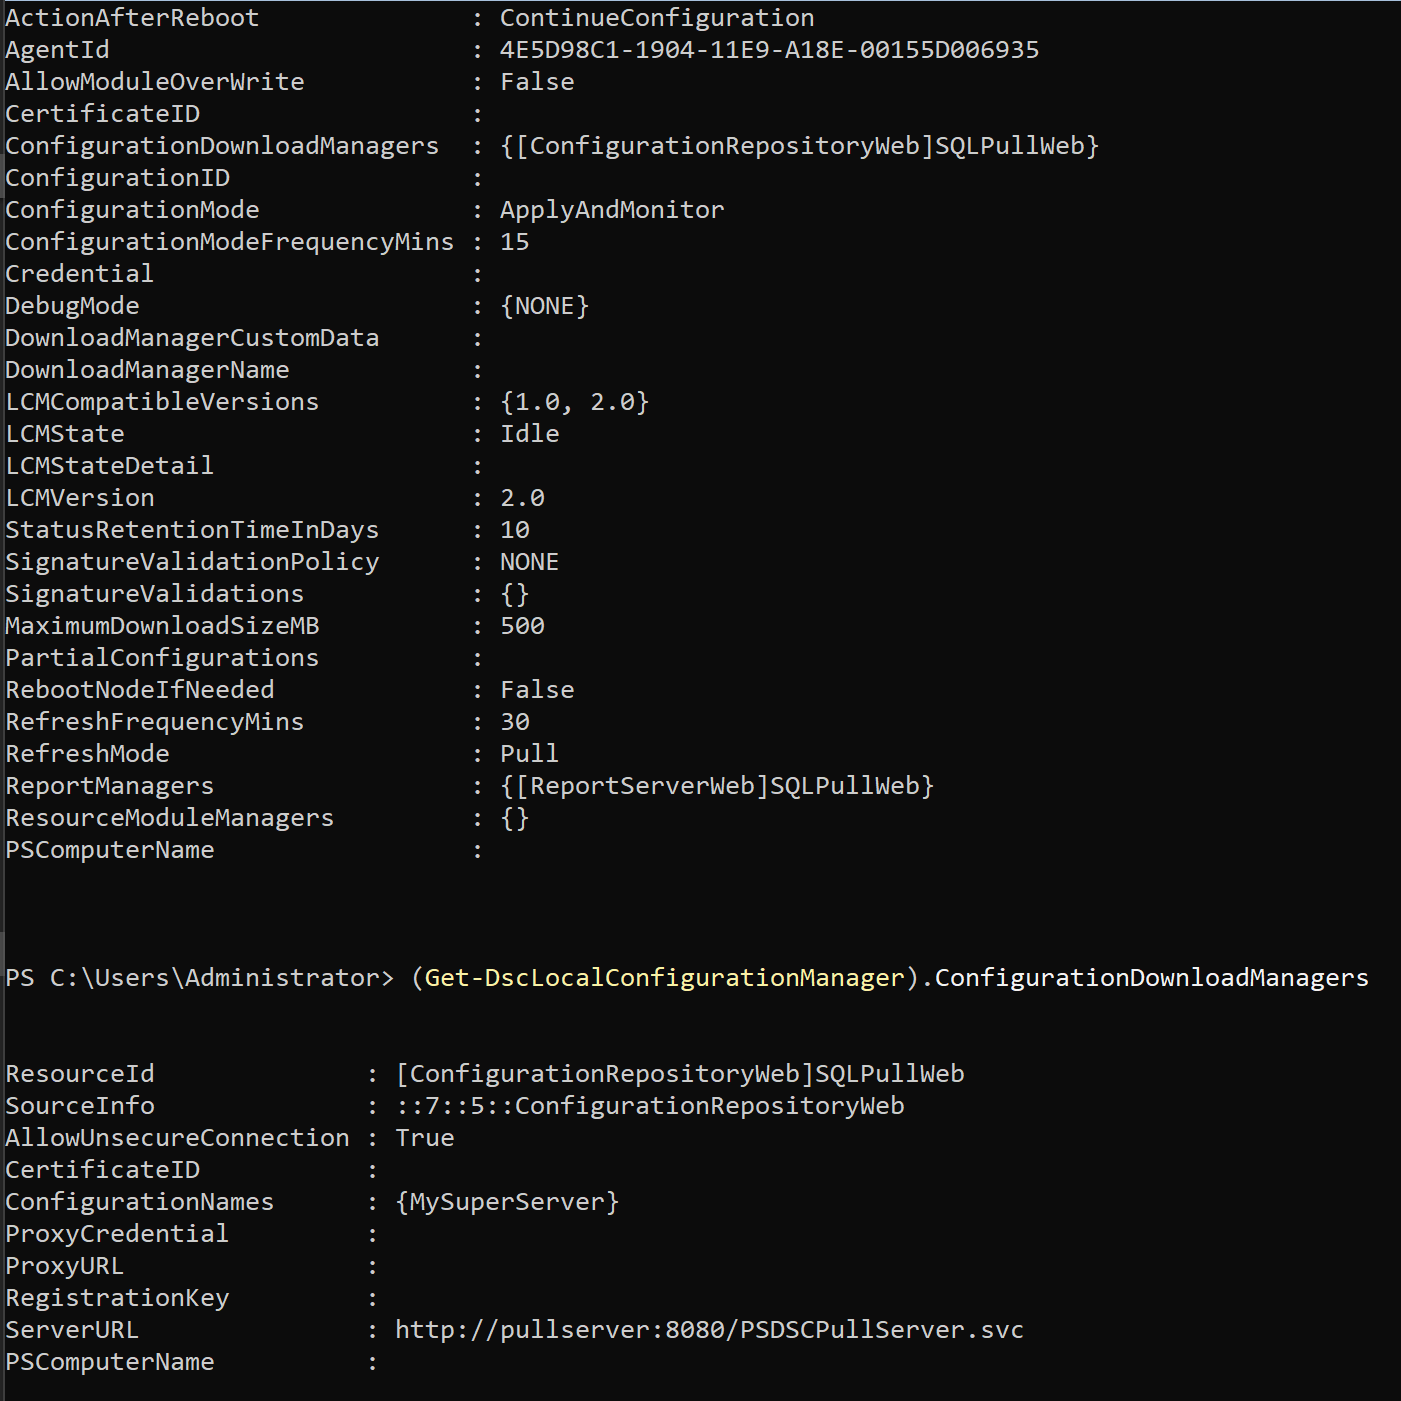 ActionAfterReboot              : ContinueConfiguration
AgentId                        : 4E5D98C1-1904-11E9-A18E-00155D006935
AllowModuleOverWrite           : False
CertificateID                  :
ConfigurationDownloadManagers  : {[ConfigurationRepositoryWeb]SQLPullWeb}
ConfigurationID                :
ConfigurationMode              : ApplyAndMonitor
ConfigurationModeFrequencyMins : 15
Credential                     :
DebugMode                      : {NONE}
DownloadManagerCustomData      :
DownloadManagerName            :
LCMCompatibleVersions          : {1.0, 2.0}
LCMState                       : Idle
LCMStateDetail                 :
LCMVersion                     : 2.0
StatusRetentionTimeInDays      : 10
SignatureValidationPolicy      : NONE
SignatureValidations           : {}
MaximumDownloadSizeMB          : 500
PartialConfigurations          :
RebootNodeIfNeeded             : False
RefreshFrequencyMins           : 30
RefreshMode                    : Pull
ReportManagers                 : {[ReportServerWeb]SQLPullWeb}
ResourceModuleManagers         : {}
PSComputerName                 :
PS C:\Users\Administrator> (Get-DscLocalConfigurationManager).ConfigurationDownloadManagers
ResourceId              : [ConfigurationRepositoryWeb]SQLPullWeb
SourceInfo              : ::7::5::ConfigurationRepositoryWeb
AllowUnsecureConnection : True
CertificateID           :
ConfigurationNames      : {MySuperServer}
ProxyCredential         :
ProxyURL                :
RegistrationKey         :
ServerURL               : http://pullserver:8080/PSDSCPullServer.svc
PSComputerName          :